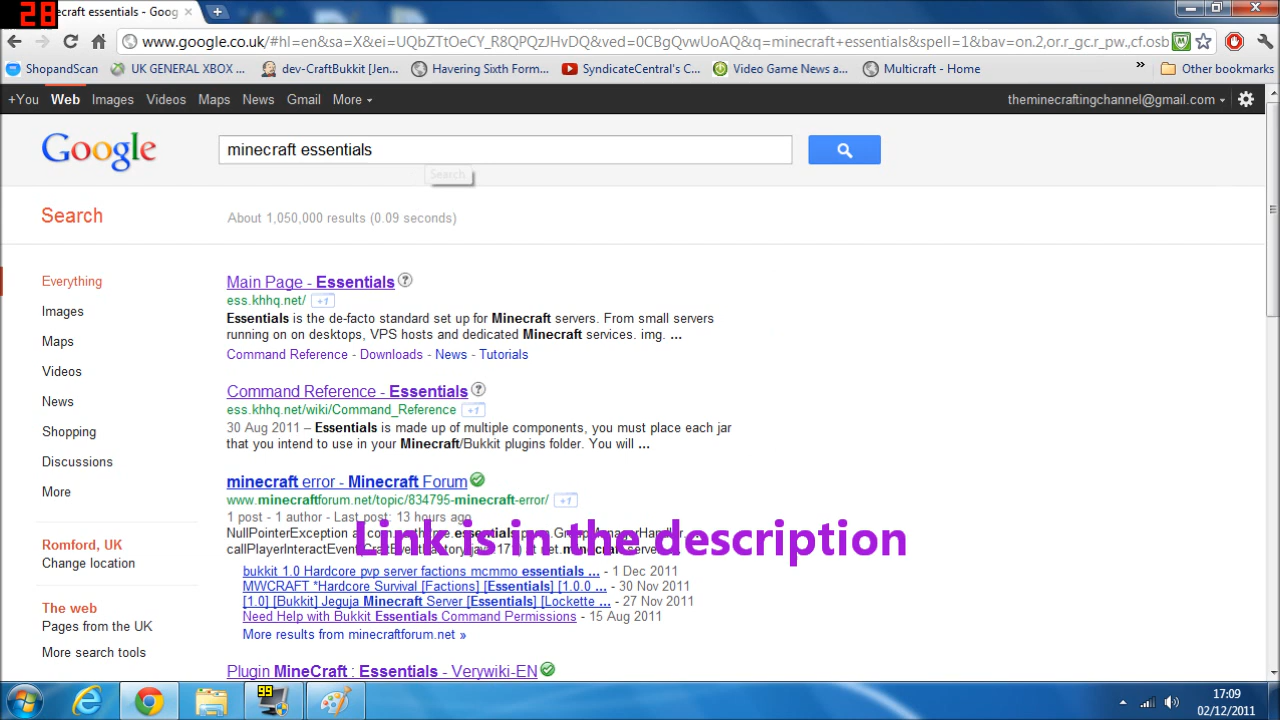 28
ecraft essentials - Goog
www.google.co.uk/#hl=en&sa=X&ei=UQbZTtOeCY_R8QPQzJHvDQ&ved=0CBgQvwUoAQ&q=minecraft+essentials&spell=1&bav=on.2,or.r_gc.r_pw.,cf.osb
ShopandScan UK GENERAL XBOX ... dev-CraftBukkit [Jen... Havering Sixth Form... SyndicateCentral's C... Video Game News a... Multicraft - Home » Other bookmarks
+You Web Images Videos Maps News Gmail More theminecraftingchannel@gmail.com
Google minecraft essentials
Search
Search About 1,050,000 results (0.09 seconds)
Everything
Images
Maps
Videos
News
Shopping
Discussions
More
Romford, UK
Change location
The web
Pages from the UK
More search tools
Main Page - Essentials
ess.khhq.net/ +1
Essentials is the de-facto standard set up for Minecraft servers. From small servers
running on on desktops, VPS hosts and dedicated Minecraft services. img. ...
Command Reference - Downloads - News - Tutorials
Command Reference - Essentials
ess.khhq.net/wiki/Command_Reference +1
30 Aug 2011 – Essentials is made up of multiple components, you must place each jar
that you intend to use in your Minecraft/Bukkit plugins folder. You will ...
minecraft error - Minecraft Forum
www.minecraftforum.net/topic/834795-minecraft-error/ +1
1 post - 1 author - Last post: 13 hours ago
NullPointerException
Link is in the description
bukkit 1.0 Hardcore pvp server factions mcmmo essentials ... - 1 Dec 2011
MWCRAFT *Hardcore Survival [Factions] [Essentials] [1.0.0 ... - 30 Nov 2011
[1.0] [Bukkit] Jeguja Minecraft Server [Essentials] [Lockette ... - 27 Nov 2011
Need Help with Bukkit Essentials Command Permissions - 15 Aug 2011
More results from minecraftforum.net »
Plugin MineCraft : Essentials - Verywiki-EN
99
17:09
02/12/2011